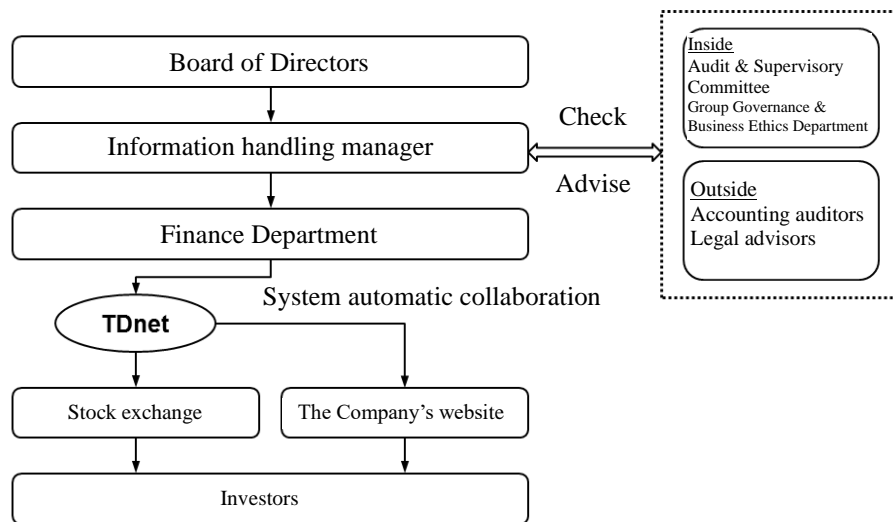 Board of Directors
Information handling manager
Finance Department
System automatic collaboration
TDnet
Stock exchange
The Company’s website
Investors
Check
Advise
Inside
Audit & Supervisory
Committee
Group Governance &
Business Ethics Department
Outside
Accounting auditors
Legal advisors